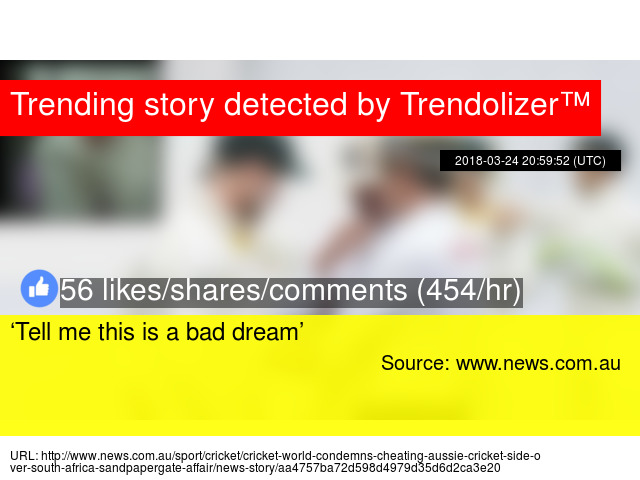 Trending story detected by Trendolizer™
2018-03-24 20:59:52 (UTC)
56 likes/shares/comments (454/hr)
‘Tell me this is a bad dream’
Source: www.news.com.au
URL: http://www.news.com.au/sport/cricket/cricket-world-condemns-cheating-aussie-cricket-side-o
ver-south-africa-sandpapergate-affair/news-story/aa4757ba72d598d4979d35d6d2ca3e20